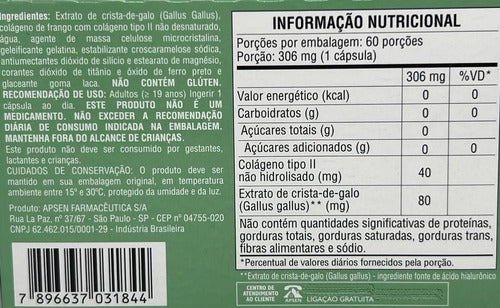 Ingredientes: Extrato de crista-de-galo (Gallus Gallus),
colágeno de frango com colágeno tipo II não desnaturado,
água, agente de massa celulose microcristalina,
geleificante gelatina, estabilizante croscaramelose sódica,
antiumectantes dióxido de silício e estearato de magnésio,
corantes dióxido de titânio e óxido de ferro preto e
glaceante goma laca. NÃO CONTÉM GLÚTEN.
RECOMENDAÇÃO DE USO: Adultos (≥ 19 anos) Ingerir 1
cápsula ao dia. ESTE PRODUTO NÃO É UM
MEDICAMENTO. NÃO EXCEDER A RECOMENDAÇÃO
DIÁRIA DE CONSUMO INDICADA NA EMBALAGEM.
MANTENHA FORA DO ALCANCE DE CRIANÇAS.
Este produto não deve ser consumido por gestantes,
lactantes e crianças.
CUIDADOS DE CONSERVAÇÃO: O produto deve ser
mantido em sua embalagem original, em temperatura
ambiente entre 15° e 30°C, protegido da umidade e da luz.
Produto: APSEN FARMACÊUTICA S/A
Rua La Paz, nº 37/67 - São Paulo - SP - CEP nº 04755-020
CNPJ 62.462.015/0001-29 - Indústria Brasileira
7 896637 031844
INFORMAÇÃO NUTRICIONAL
Porções por embalagem: 60 porções
Porção: 306 mg (1 cápsula)
306 mg %VD*
Valor energético (kcal) 0 0
Carboidratos (g) 0 0
Açúcares totais (g) 0
Açúcares adicionados (g) 0 0
Colágeno tipo II
não hidrolisado (mg) 40
Extrato de crista-de-galo
(Gallus gallus)** (mg) 80
Não contém quantidades significativas de proteínas,
gorduras totais, gorduras saturadas, gorduras trans,
fibras alimentares e sódio.
*Percentual de valores diários fornecidos pela porção.
**Extrato de crista-de-galo (Gallus gallus) - ingrediente fonte de ácido hialurônico
CENTRO DE
ATENDIMENTO
AO CLIENTE
APSEN
LIGAÇÃO GRATUITA